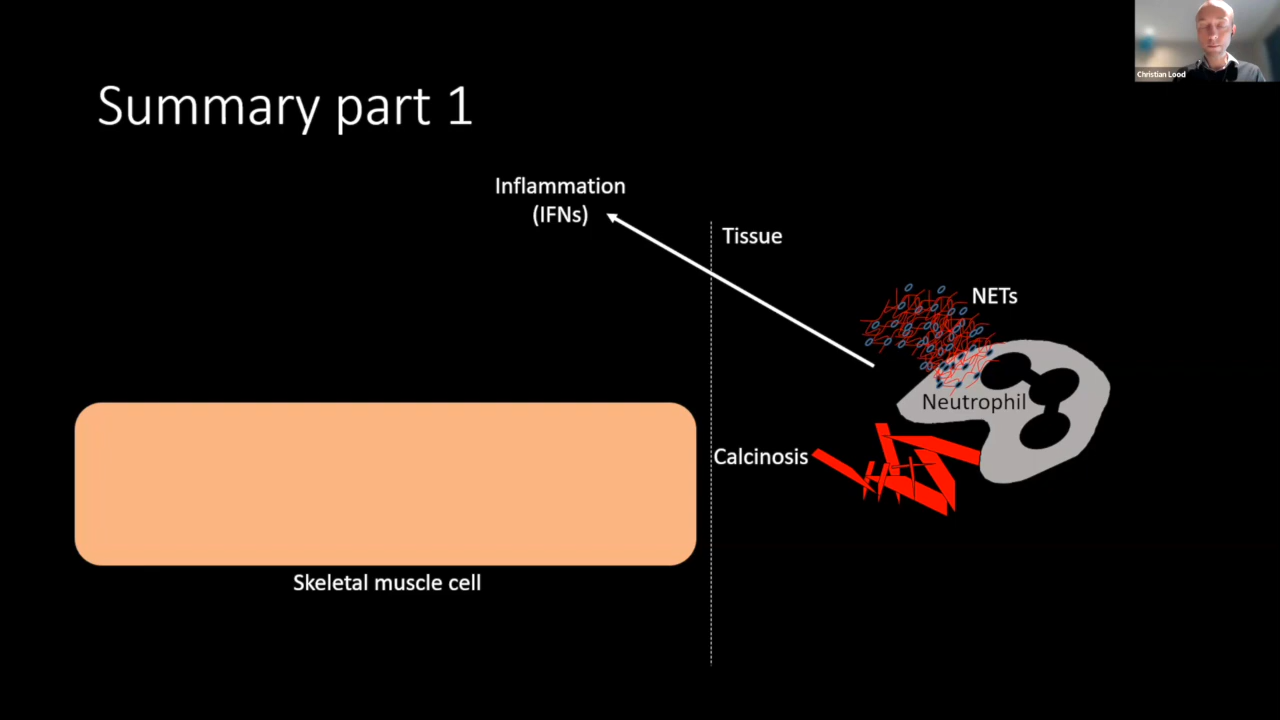 Christian Lood
Summary part 1
Inflammation
(IFNs)
Tissue
NETs
Neutrophil
Calcinosis
Skeletal muscle cell